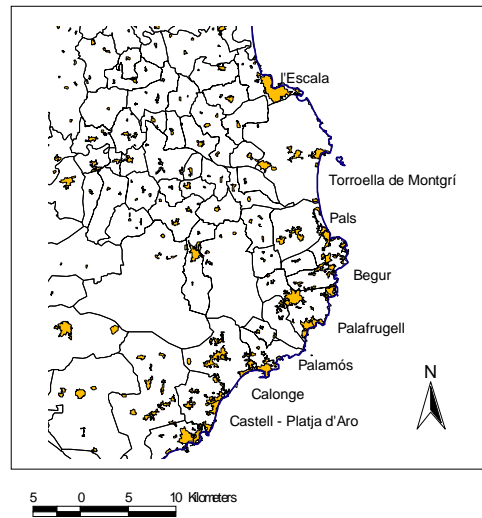 l'Escala
Torroella de Montgrí
Pals
Begur
Palafrugell
Palamós
Calonge
Castell - Platja d'Aro
N
5 0 5 10 Kilometers